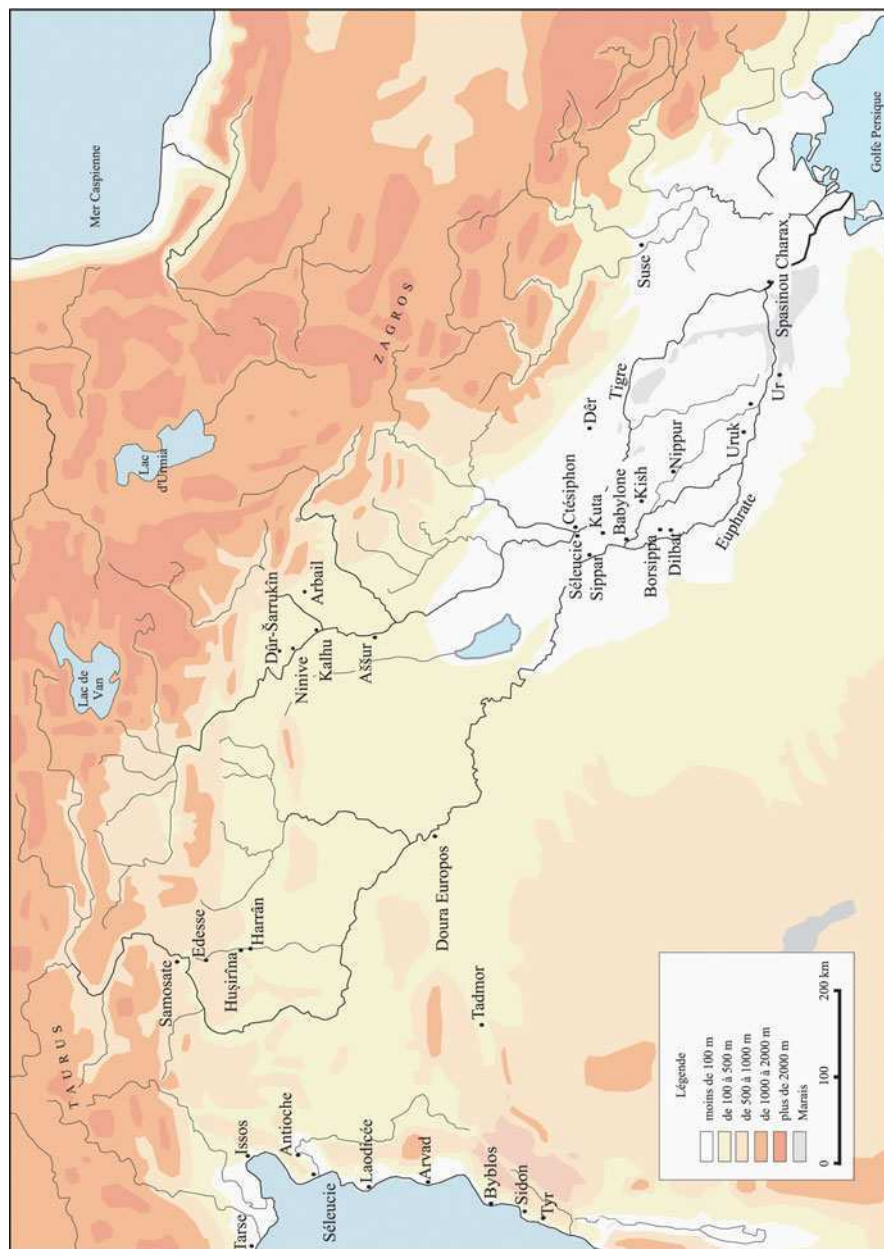 Mer Caspienne
TAURUS
Lac de
Van
Lac
d'Urmia
ZAGROS
Samosate
Edesse
Huṣirîna
Harrân
Dûr-Šarrukîn
Ninive
Arbail
Kalhu
Aššur
Tarse
Issos
Antioche
Séleucie
Laodicée
Arvad
Byblos
Sidon
Tyr
Tadmor
Doura Europos
Séleucie
Ctésiphon
Sippar
Kuta
Babylone
Kish
Borsippa
Dilbat
Nippur
Dêr
Tigre
Suse
Uruk
Ur
Euphrate
Spasinou Charax
Golfe Persique
Légende
moins de 100 m
de 100 à 500 m
de 500 à 1000 m
de 1000 à 2000 m
plus de 2000 m
Marais
0 100 200 km